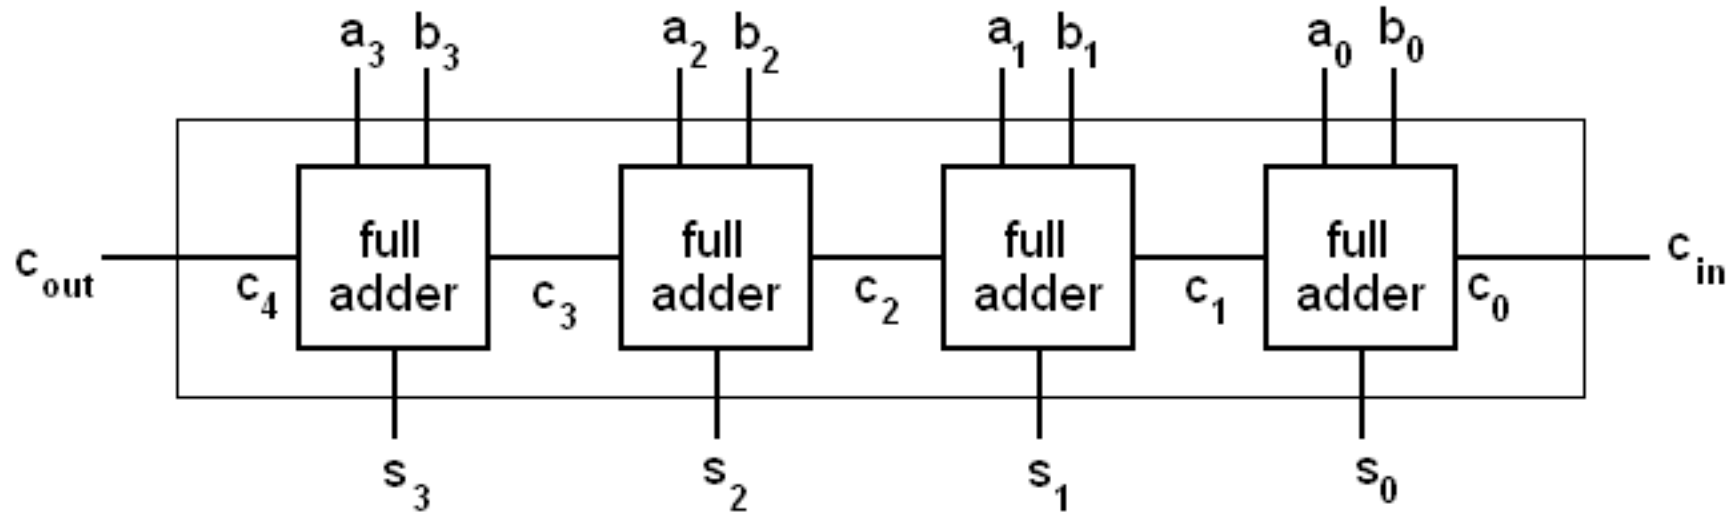 a3 b3 a2 b2 a1 b1 a0 b0
full adder full adder full adder full adder
cout c4 c3 c2 c1 c0 cin
s3 s2 s1 s0